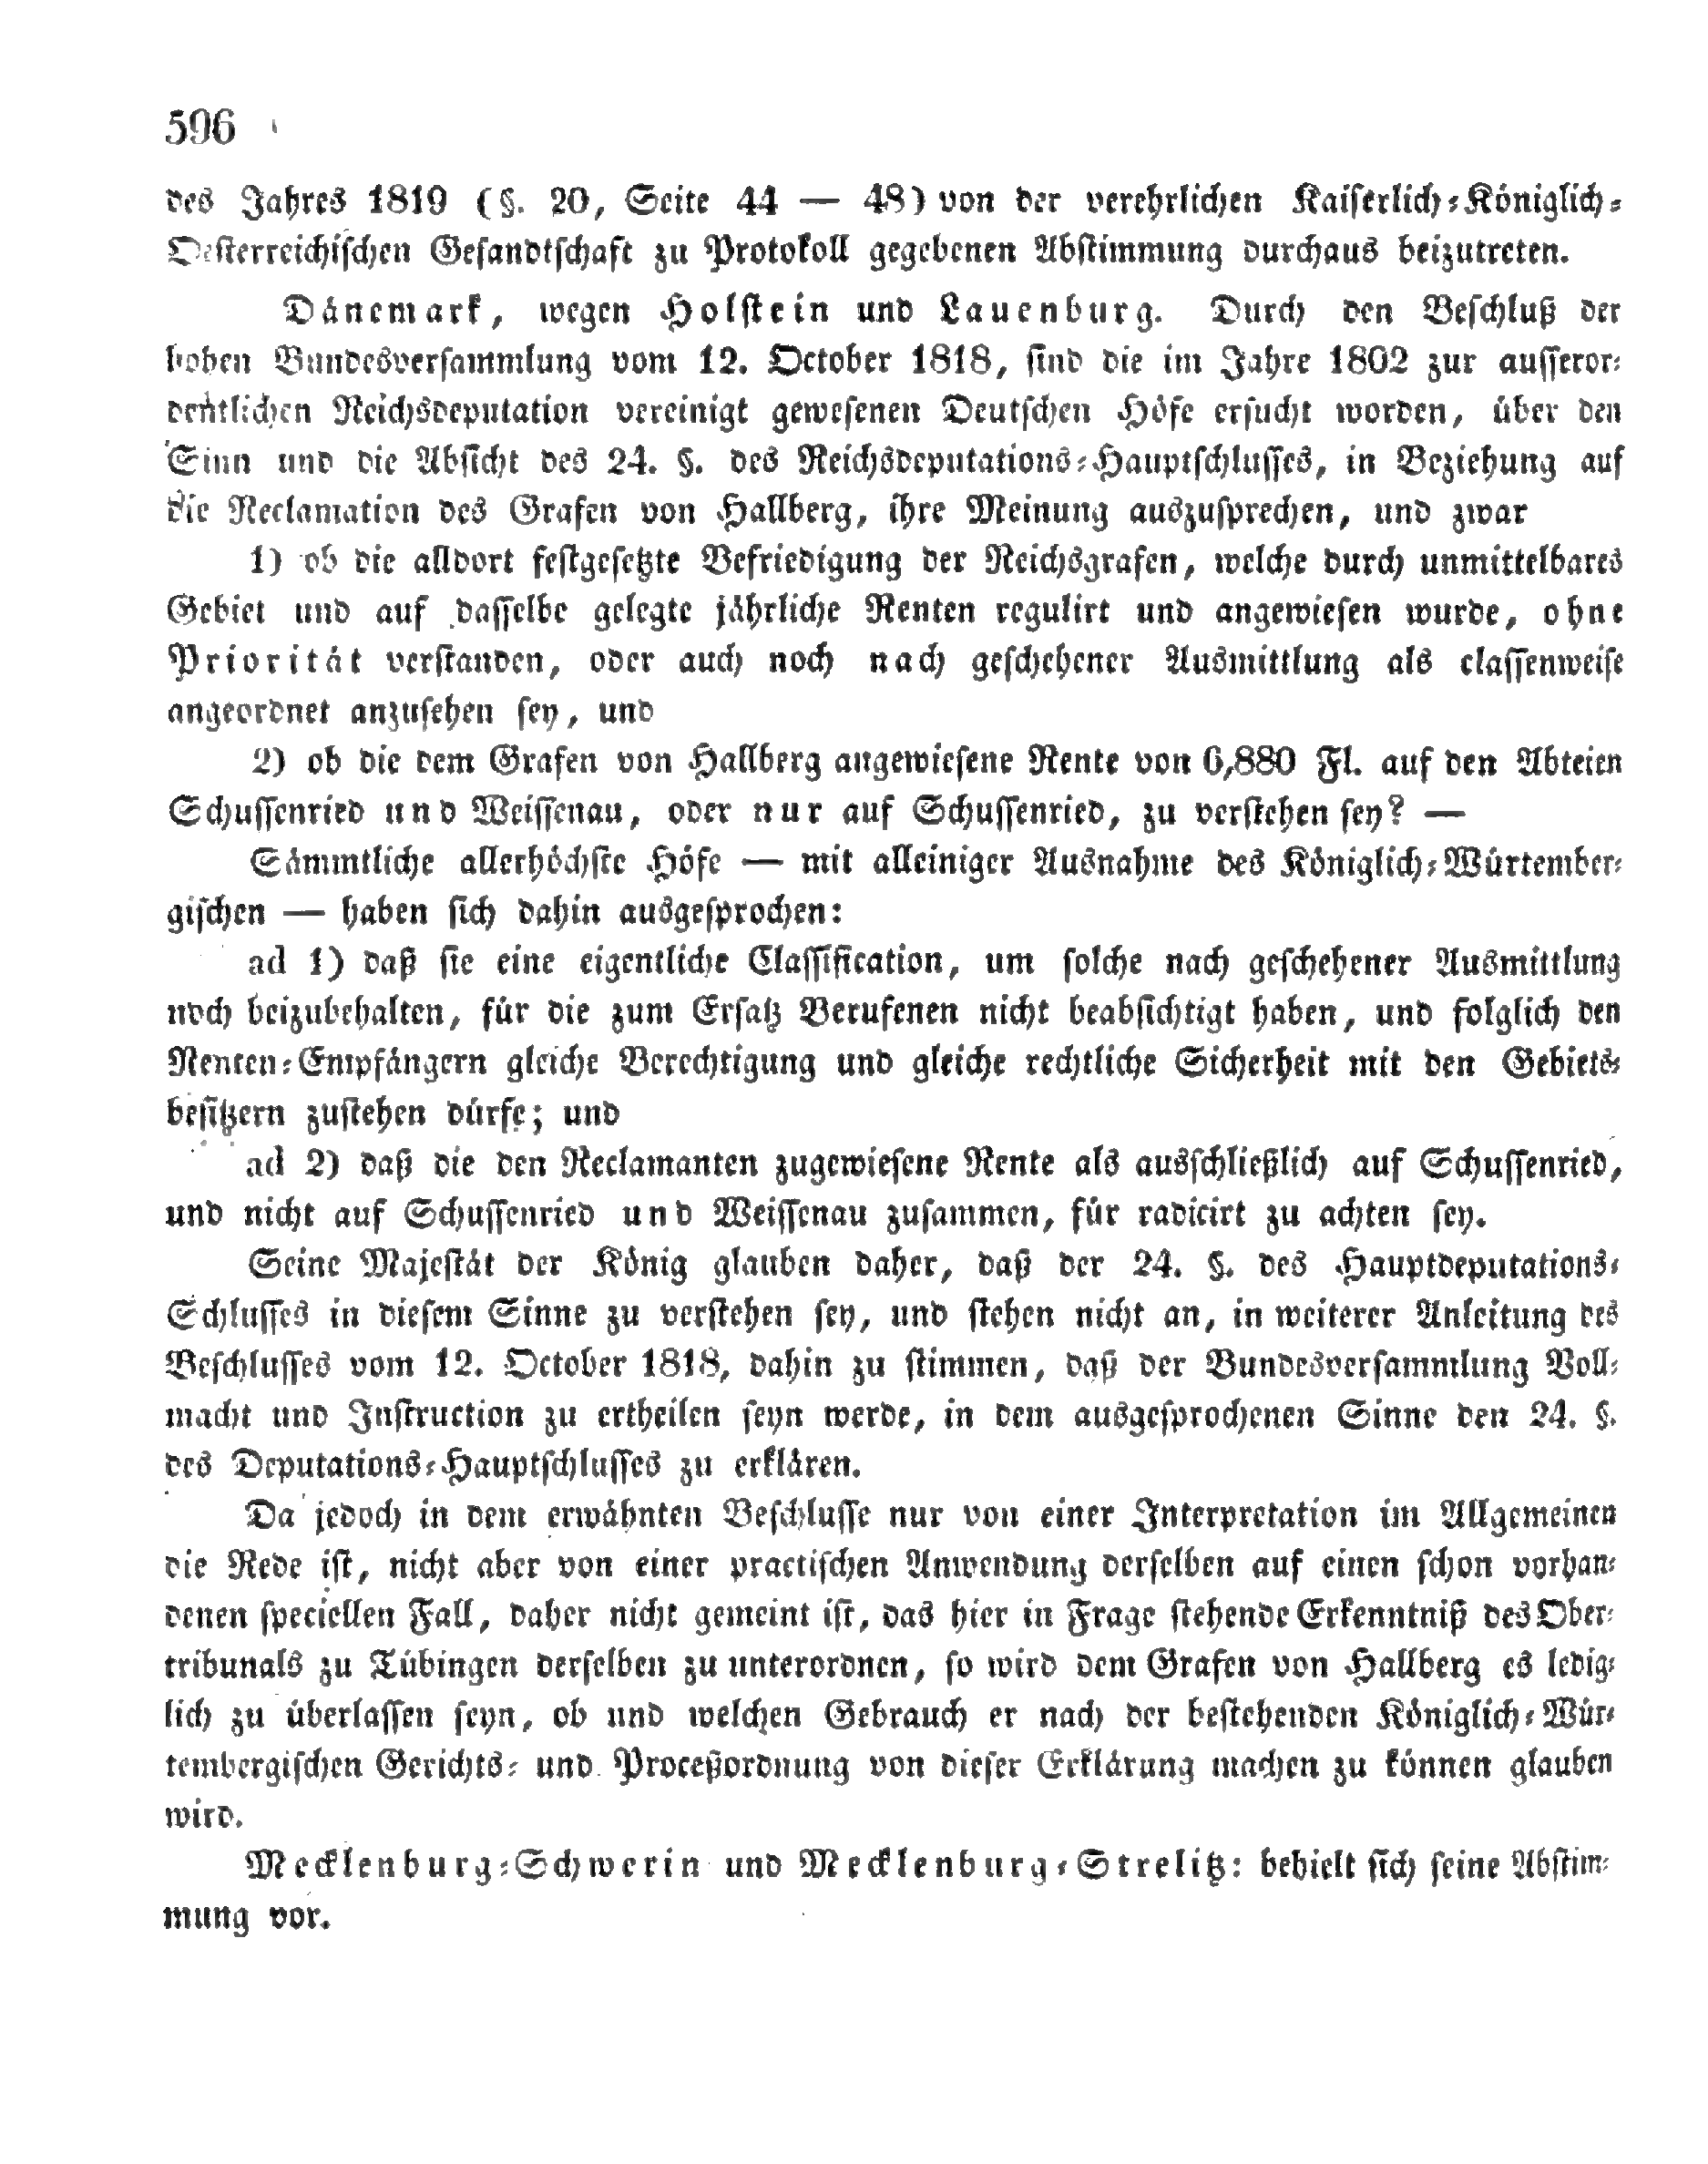 596
des Jahres 1819 (§. 20, Seite 44 — 48) von der verehrlichen Kaiserlich-Königlich-
Oesterreichischen Gesandtschaft zu Protokoll gegebenen Abstimmung durchaus beizutreten.
Dänemark, wegen Holstein und Lauenburg. Durch den Beschluß der
hohen Bundesversammlung vom 12. October 1818, sind die im Jahre 1802 zur ausseror-
dentlichen Reichsdeputation vereinigt gewesenen Deutschen Höfe ersucht worden, über den
Sinn und die Absicht des 24. §. des Reichsdeputations-Hauptschlusses, in Beziehung auf
die Reclamation des Grafen von Hallberg, ihre Meinung auszusprechen, und zwar
1) ob die alldort festgesetzte Befriedigung der Reichsgrafen, welche durch unmittelbares
Gebiet und auf dasselbe gelegte jährliche Renten regulirt und angewiesen wurde, ohne
Priorität verstanden, oder auch noch nach geschehener Ausmittlung als classenweise
angeordnet anzusehen sey, und
2) ob die dem Grafen von Hallberg angewiesene Rente von 6,880 Fl. auf den Abteien
Schussenried und Weissenau, oder nur auf Schussenried, zu verstehen sey? —
Sämmtliche allerhöchste Höfe — mit alleiniger Ausnahme des Königlich-Würtember-
gischen — haben sich dahin ausgesprochen:
ad 1) daß sie eine eigentliche Classification, um solche nach geschehener Ausmittlung
noch beizubehalten, für die zum Ersatz Berufenen nicht beabsichtigt haben, und folglich den
Renten-Empfängern gleiche Berechtigung und gleiche rechtliche Sicherheit mit den Gebiets-
besitzern zustehen dürfe; und
ad 2) daß die den Reclamanten zugewiesene Rente als ausschließlich auf Schussenried,
und nicht auf Schussenried und Weissenau zusammen, für radicirt zu achten sey.
Seine Majestät der König glauben daher, daß der 24. §. des Hauptdeputations-
Schlusses in diesem Sinne zu verstehen sey, und stehen nicht an, in weiterer Anleitung des
Beschlusses vom 12. October 1818, dahin zu stimmen, daß der Bundesversammlung Voll-
macht und Instruction zu ertheilen seyn werde, in dem ausgesprochenen Sinne den 24. §.
des Deputations-Hauptschlusses zu erklären.
Da jedoch in dem erwähnten Beschlusse nur von einer Interpretation im Allgemeinen
die Rede ist, nicht aber von einer practischen Anwendung derselben auf einen schon vorhan-
denen speciellen Fall, daher nicht gemeint ist, das hier in Frage stehende Erkenntniß des Ober-
tribunals zu Tübingen derselben zu unterordnen, so wird dem Grafen von Hallberg es ledig-
lich zu überlassen seyn, ob und welchen Gebrauch er nach der bestehenden Königlich-Wür-
tembergischen Gerichts- und Proceßordnung von dieser Erklärung machen zu können glauben
wird.
Mecklenburg-Schwerin und Mecklenburg-Strelitz: behielt sich seine Abstim-
mung vor.